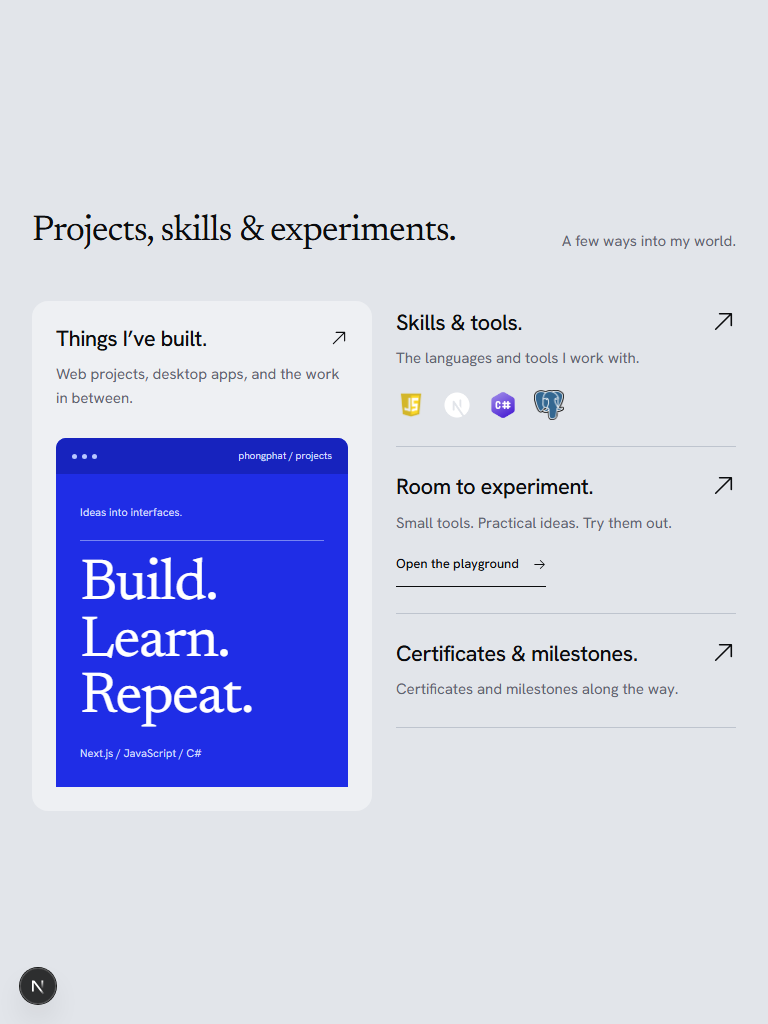 Projects, skills & experiments.
A few ways into my world.
Things I’ve built.
Web projects, desktop apps, and the work
in between.
phongphat / projects
Ideas into interfaces.
Build.
Learn.
Repeat.
Next.js / JavaScript / C#
Skills & tools.
The languages and tools I work with.
JS N C#
Room to experiment.
Small tools. Practical ideas. Try them out.
Open the playground →
Certificates & milestones.
Certificates and milestones along the way.
N